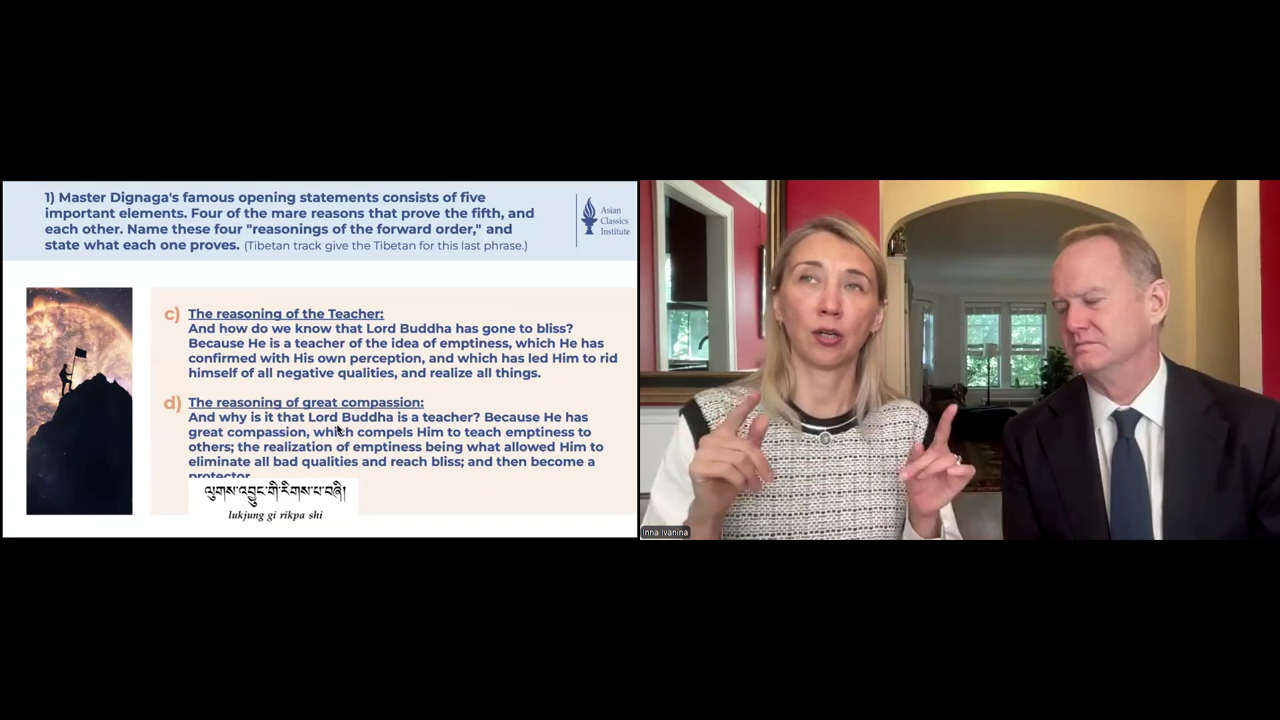 1) Master Dignaga's famous opening statements consists of five
important elements. Four of the mare reasons that prove the fifth, and
each other. Name these four "reasonings of the forward order," and
state what each one proves. (Tibetan track give the Tibetan for this last phrase.)
Asian
Classics
Institute
c) The reasoning of the Teacher:
And how do we know that Lord Buddha has gone to bliss?
Because He is a teacher of the idea of emptiness, which He has
confirmed with His own perception, and which has led Him to rid
himself of all negative qualities, and realize all things.
d) The reasoning of great compassion:
And why is it that Lord Buddha is a teacher? Because He has
great compassion, which compels Him to teach emptiness to
others; the realization of emptiness being what allowed Him to
eliminate all bad qualities and reach bliss; and then become a
protector
ལུགས་འབྱུང་གི་རིགས་པ་བཞི།
lukjung gi rikpa shi
Inna Ivanina